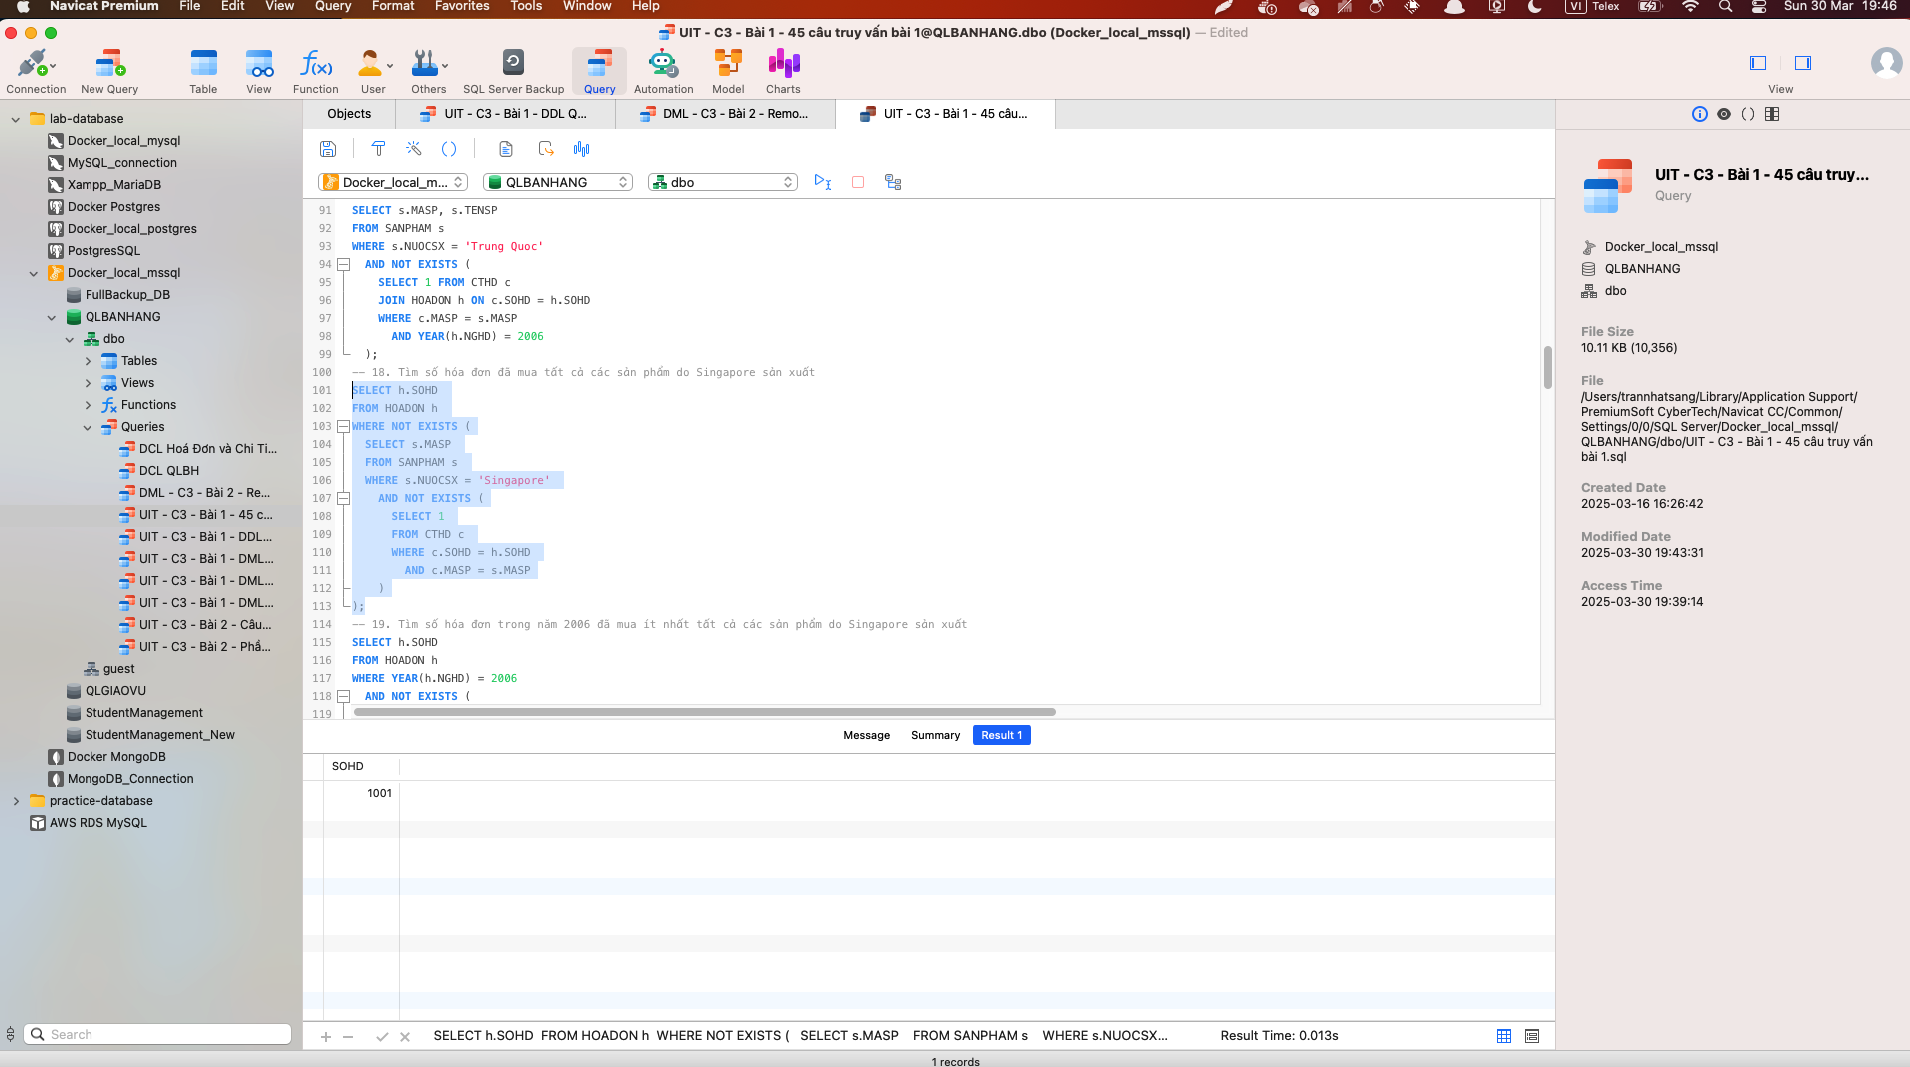 Navicat Premium File Edit View Query Format Favorites Tools Window Help VI Telex Sun 30 Mar 19:46
UIT - C3 - Bài 1 - 45 câu truy vấn bài 1@QLBANHANG.dbo (Docker_local_mssql) — Edited
Connection New Query Table View Function User Others SQL Server Backup Query Automation Model Charts View
Objects UIT - C3 - Bài 1 - DDL Q... DML - C3 - Bài 2 - Remo... UIT - C3 - Bài 1 - 45 câu...
Docker_local_m... QLBANHANG dbo
lab-database
Docker_local_mysql
MySQL_connection
Xampp_MariaDB
Docker Postgres
Docker_local_postgres
PostgresSQL
Docker_local_mssql
FullBackup_DB
QLBANHANG
dbo
Tables
Views
Functions
Queries
DCL Hoá Đơn và Chi Ti...
DCL QLBH
DML - C3 - Bài 2 - Re...
UIT - C3 - Bài 1 - 45 c...
UIT - C3 - Bài 1 - DDL...
UIT - C3 - Bài 1 - DML...
UIT - C3 - Bài 1 - DML...
UIT - C3 - Bài 1 - DML...
UIT - C3 - Bài 2 - Câu...
UIT - C3 - Bài 2 - Phầ...
guest
QLGIAOVU
StudentManagement
StudentManagement_New
Docker MongoDB
MongoDB_Connection
practice-database
AWS RDS MySQL
Search
91 SELECT s.MASP, s.TENSP
92 FROM SANPHAM s
93 WHERE s.NUOCSX = 'Trung Quoc'
94 AND NOT EXISTS (
95 SELECT 1 FROM CTHD c
96 JOIN HOADON h ON c.SOHD = h.SOHD
97 WHERE c.MASP = s.MASP
98 AND YEAR(h.NGHD) = 2006
99 );
100 -- 18. Tìm số hóa đơn đã mua tất cả các sản phẩm do Singapore sản xuất
101 SELECT h.SOHD
102 FROM HOADON h
103 WHERE NOT EXISTS (
104 SELECT s.MASP
105 FROM SANPHAM s
106 WHERE s.NUOCSX = 'Singapore'
107 AND NOT EXISTS (
108 SELECT 1
109 FROM CTHD c
110 WHERE c.SOHD = h.SOHD
111 AND c.MASP = s.MASP
112 )
113 );
114 -- 19. Tìm số hóa đơn trong năm 2006 đã mua ít nhất tất cả các sản phẩm do Singapore sản xuất
115 SELECT h.SOHD
116 FROM HOADON h
117 WHERE YEAR(h.NGHD) = 2006
118 AND NOT EXISTS (
119
Message Summary Result 1
SOHD
1001
SELECT h.SOHD FROM HOADON h WHERE NOT EXISTS ( SELECT s.MASP FROM SANPHAM s WHERE s.NUOCSX... Result Time: 0.013s
1 records
UIT - C3 - Bài 1 - 45 câu truy...
Query
Docker_local_mssql
QLBANHANG
dbo
File Size
10.11 KB (10,356)
File
/Users/trannhatsang/Library/Application Support/
PremiumSoft CyberTech/Navicat CC/Common/
Settings/0/0/SQL Server/Docker_local_mssql/
QLBANHANG/dbo/UIT - C3 - Bài 1 - 45 câu truy vấn
bài 1.sql
Created Date
2025-03-16 16:26:42
Modified Date
2025-03-30 19:43:31
Access Time
2025-03-30 19:39:14